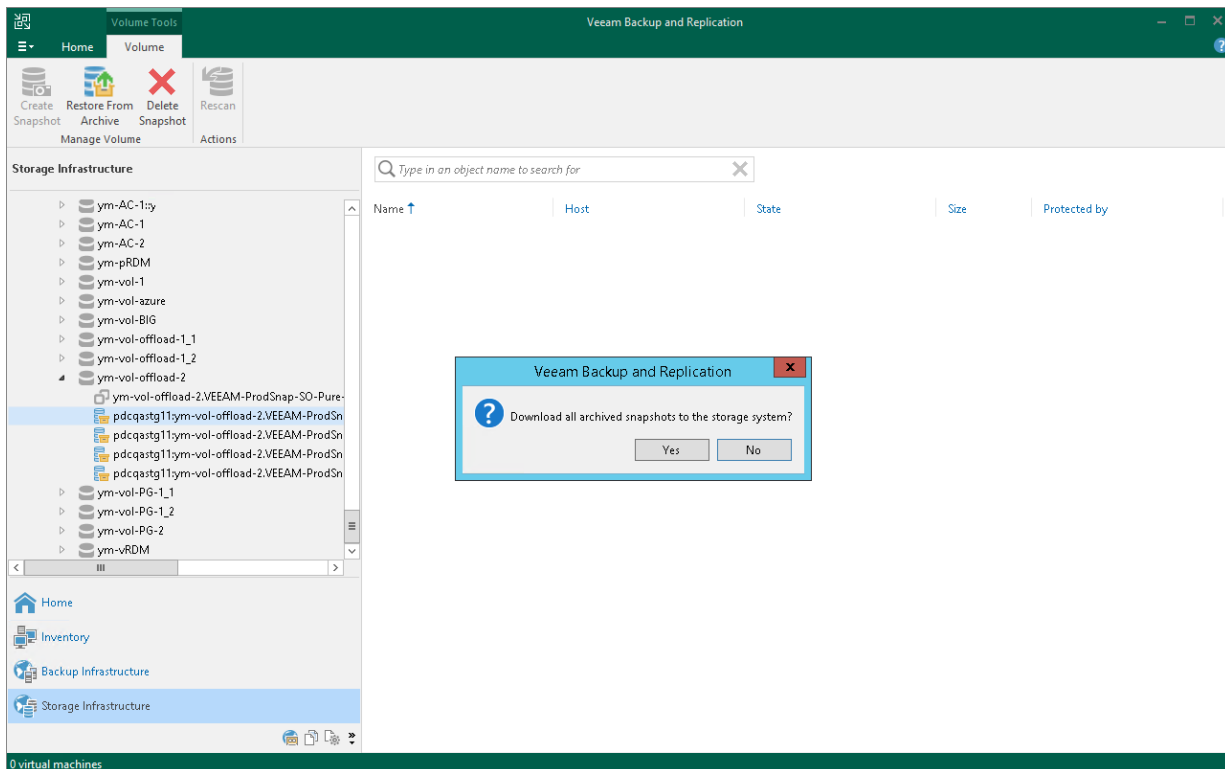 Volume Tools
Veeam Backup and Replication
Home
Volume
Create Snapshot
Restore From Archive
Delete Snapshot
Rescan
Manage Volume
Actions
Storage Infrastructure
Type in an object name to search for
Name
Host
State
Size
Protected by
ym-AC-1::y
ym-AC-1
ym-AC-2
ym-pRDM
ym-vol-1
ym-vol-azure
ym-vol-BIG
ym-vol-offload-1_1
ym-vol-offload-1_2
ym-vol-offload-2
ym-vol-offload-2.VEEAM-ProdSnap-SO-Pure-
pdcqastg11:ym-vol-offload-2.VEEAM-ProdSn
pdcqastg11:ym-vol-offload-2.VEEAM-ProdSn
pdcqastg11:ym-vol-offload-2.VEEAM-ProdSn
pdcqastg11:ym-vol-offload-2.VEEAM-ProdSn
ym-vol-PG-1_1
ym-vol-PG-1_2
ym-vol-PG-2
ym-vRDM
Veeam Backup and Replication
x
Download all archived snapshots to the storage system?
Yes
No
Home
Inventory
Backup Infrastructure
Storage Infrastructure
0 virtual machines